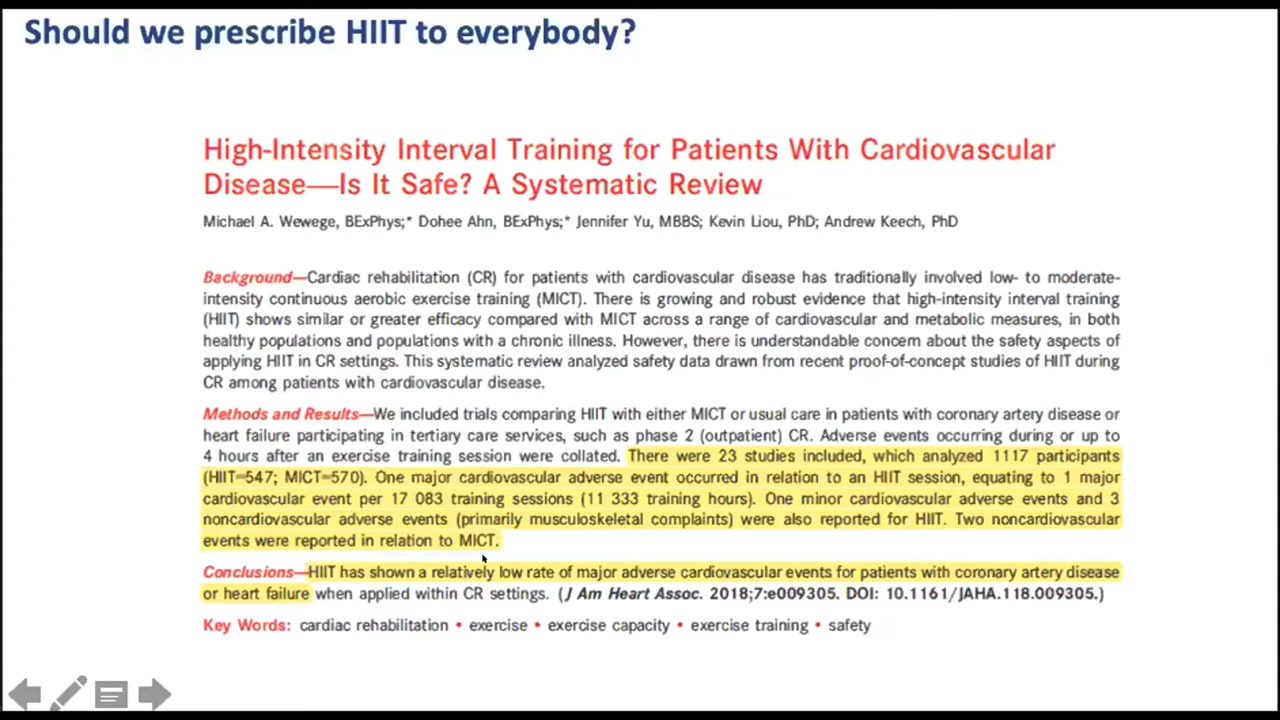 Should we prescribe HIIT to everybody?
High-Intensity Interval Training for Patients With Cardiovascular
Disease—Is It Safe? A Systematic Review
Michael A. Wewege, BExPhys;* Dohee Ahn, BExPhys;* Jennifer Yu, MBBS; Kevin Liou, PhD; Andrew Keech, PhD
Background—Cardiac rehabilitation (CR) for patients with cardiovascular disease has traditionally involved low- to moderate-
intensity continuous aerobic exercise training (MICT). There is growing and robust evidence that high-intensity interval training
(HIIT) shows similar or greater efficacy compared with MICT across a range of cardiovascular and metabolic measures, in both
healthy populations and populations with a chronic illness. However, there is understandable concern about the safety aspects of
applying HIIT in CR settings. This systematic review analyzed safety data drawn from recent proof-of-concept studies of HIIT during
CR among patients with cardiovascular disease.
Methods and Results—We included trials comparing HIIT with either MICT or usual care in patients with coronary artery disease or
heart failure participating in tertiary care services, such as phase 2 (outpatient) CR. Adverse events occurring during or up to
4 hours after an exercise training session were collated. There were 23 studies included, which analyzed 1117 participants
(HIIT=547; MICT=570). One major cardiovascular adverse event occurred in relation to an HIIT session, equating to 1 major
cardiovascular event per 17 083 training sessions (11 333 training hours). One minor cardiovascular adverse events and 3
noncardiovascular adverse events (primarily musculoskeletal complaints) were also reported for HIIT. Two noncardiovascular
events were reported in relation to MICT.
Conclusions—HIIT has shown a relatively low rate of major adverse cardiovascular events for patients with coronary artery disease
or heart failure when applied within CR settings. (J Am Heart Assoc. 2018;7:e009305. DOI: 10.1161/JAHA.118.009305.)
Key Words: cardiac rehabilitation • exercise • exercise capacity • exercise training • safety